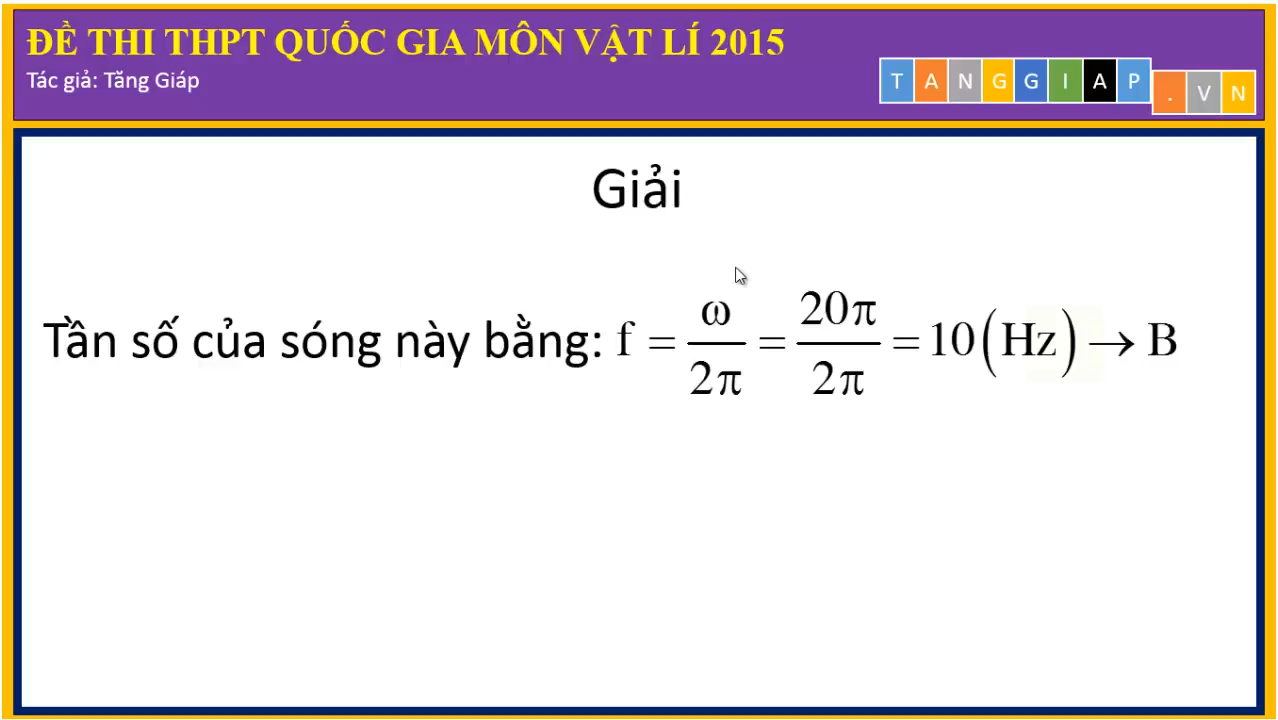 ĐỀ THI THPT QUỐC GIA MÔN VẬT LÍ 2015
Tác giả: Tăng Giáp
TANGGIAP.VN
Giải
Tần số của sóng này bằng: f = ω/2π = 20π/2π = 10(Hz) → B